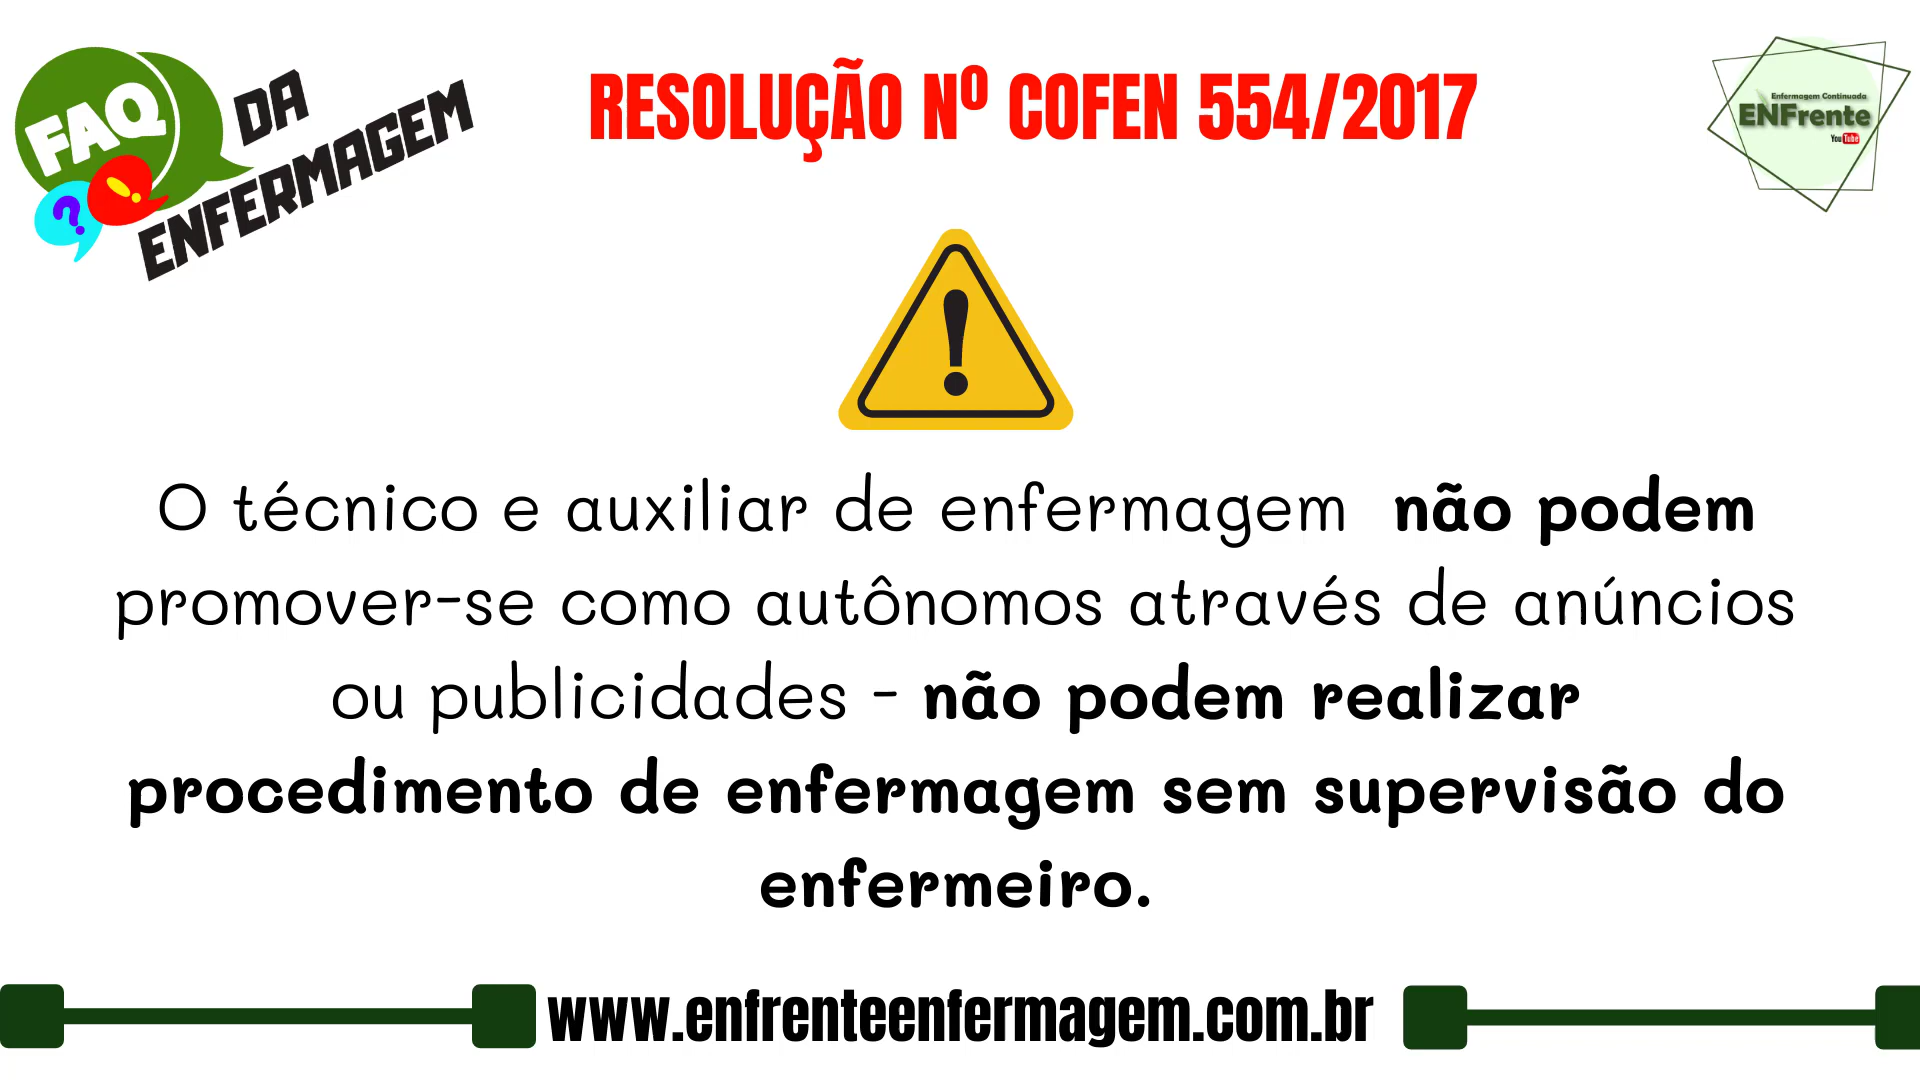 FAQ
DA
ENFERMAGEM
? !
RESOLUÇÃO Nº COFEN 554/2017
Enfermagem Continuada
ENFrente
YouTube
!
O técnico e auxiliar de enfermagem não podem
promover-se como autônomos através de anúncios
ou publicidades - não podem realizar
procedimento de enfermagem sem supervisão do
enfermeiro.
www.enfrenteenfermagem.com.br